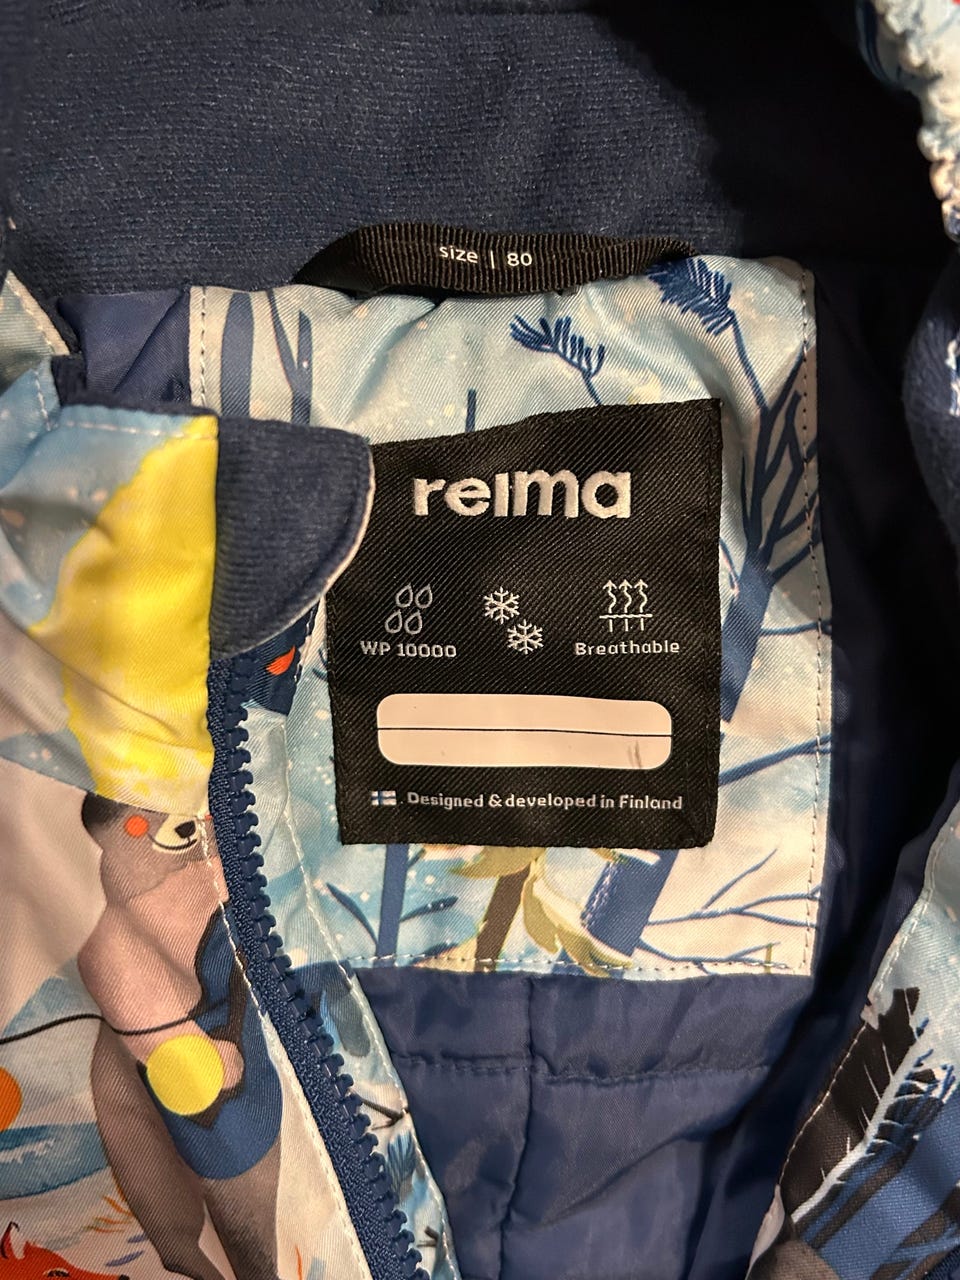 size | 80
reima
WP 10000
Breathable
Designed & developed in Finland